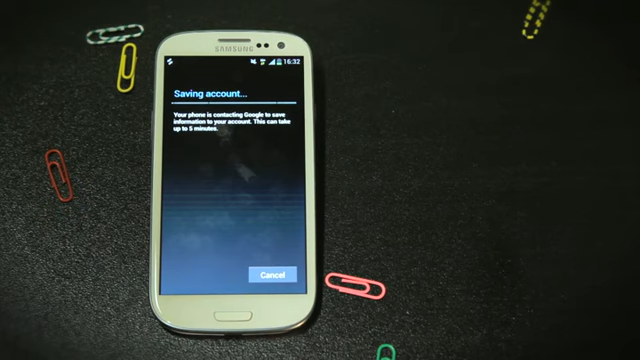 SAMSUNG
16:32
Saving account...
Your phone is contacting Google to save
information to your account. This can take
up to 5 minutes.
Cancel